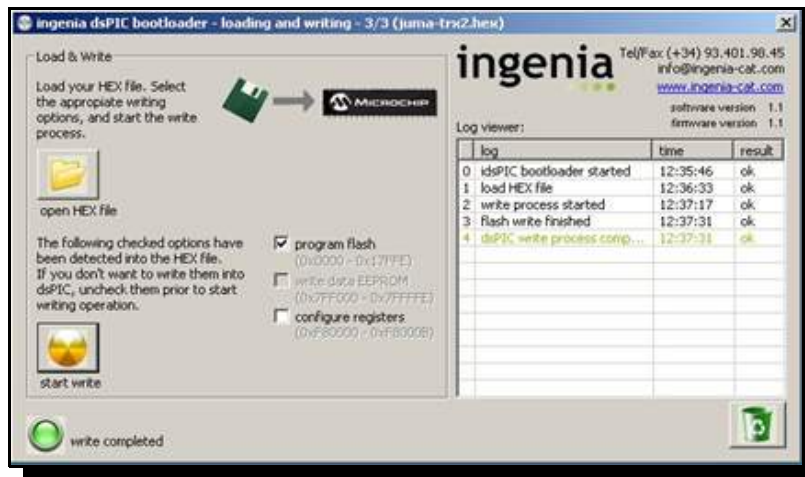 ingenia dsPIC bootloader - loading and writing - 3/3 (juma-trx2.hex)
Load & Write
Load your HEX file. Select
the appropiate writing
options, and start the write
process.
MICROCHIP
open HEX file
The following checked options have
been detected into the HEX file.
If you don't want to write them into
dsPIC, uncheck them prior to start
writing operation.
program flash
(0x0000 - 0x17FFE)
write data EEPROM
(0x7FF000 - 0x7FFFFE)
configure registers
(0xF80000 - 0xF8000B)
start write
write completed
ingenia
Tel/Fax (+34) 93.401.98.45
info@ingenia-cat.com
www.ingenia-cat.com
software version 1.1
firmware version 1.1
Log viewer:
log time result
0 idsPIC bootloader started 12:35:46 ok
1 load HEX file 12:36:33 ok
2 write process started 12:37:17 ok
3 flash write finished 12:37:31 ok
4 dsPIC write process comp... 12:37:31 ok